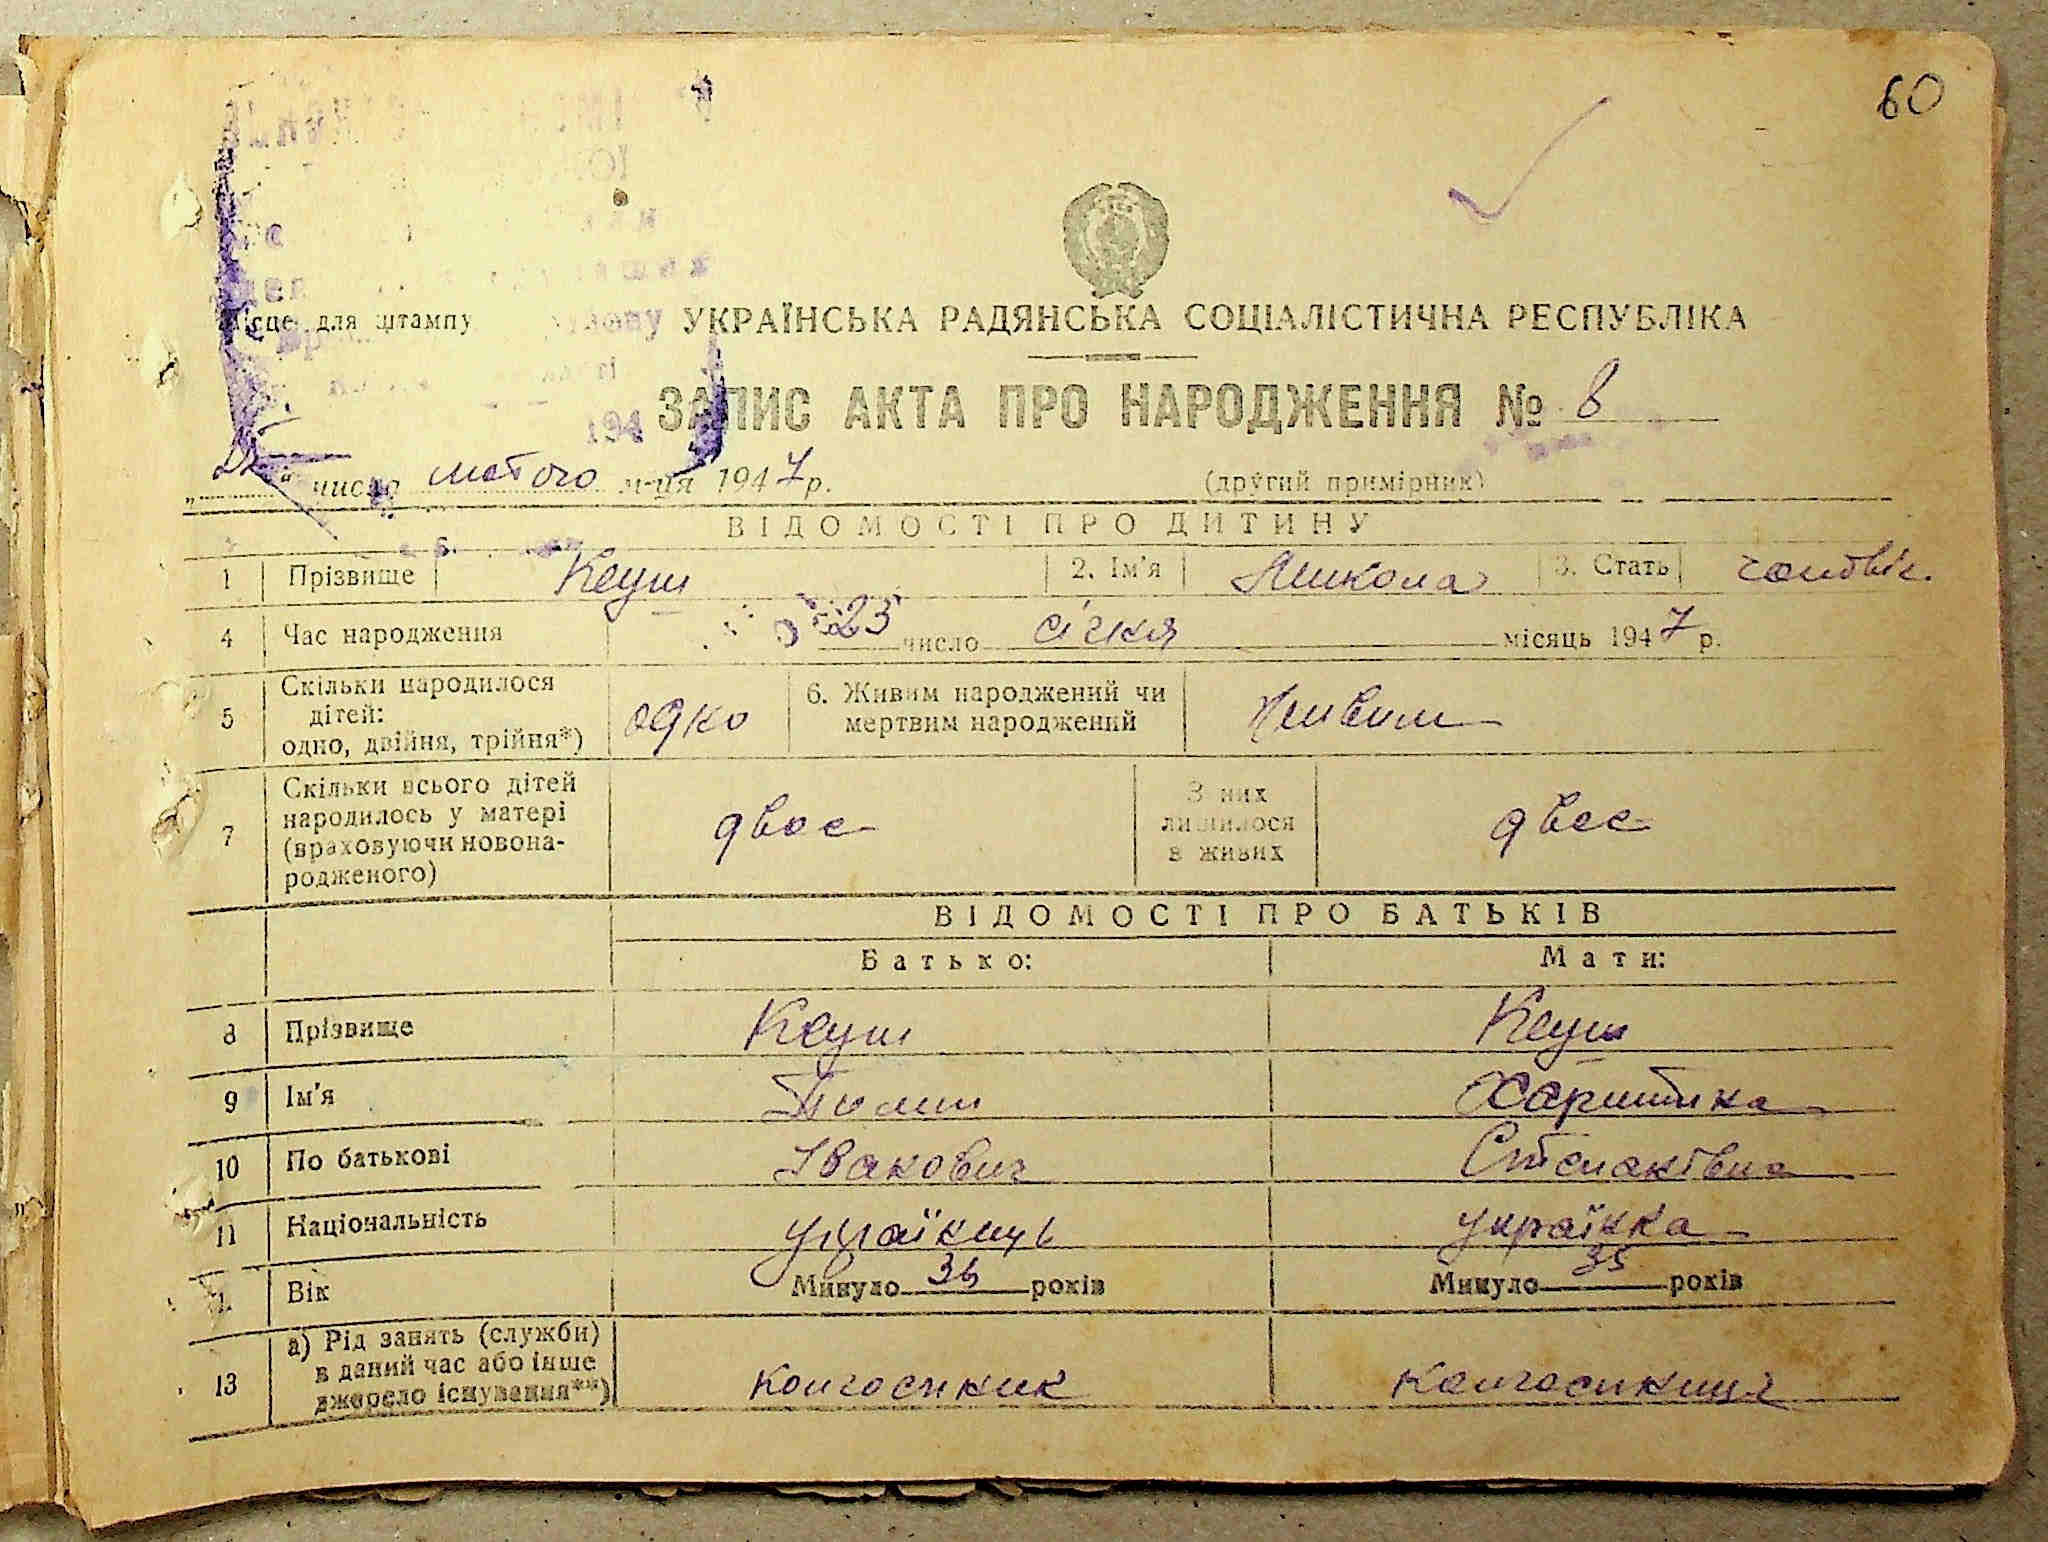 60
Місце для штампу
УКРАЇНСЬКА РАДЯНСЬКА СОЦІАЛІСТИЧНА РЕСПУБЛІКА
194
ЗАПИС АКТА ПРО НАРОДЖЕННЯ № 8
„ “ число лютого м-ця 1947 р.
(другий примірник)
ВІДОМОСТІ ПРО ДИТИНУ
1 Прізвище Кеуш 2. Ім'я Микола 3. Стать чоловіч.
4 Час народження 25 число січня місяць 1947 р.
5 Скільки народилося дітей: одно, двійня, трійня*) одно 6. Живим народжений чи мертвим народжений Живим
7 Скільки всього дітей народилось у матері (враховуючи новонародженого) двоє З них лишилося в живих двоє
ВІДОМОСТІ ПРО БАТЬКІВ
Батько: Мати:
8 Прізвище Кеуш Кеуш
9 Ім'я Пилип Харитина
10 По батькові Іванович Степанівна
11 Національність українець українка
Вік Минуло 36 років Минуло 35 років
13 а) Рід занять (служби) в даний час або інше джерело існування**) колгоспник колгоспниця